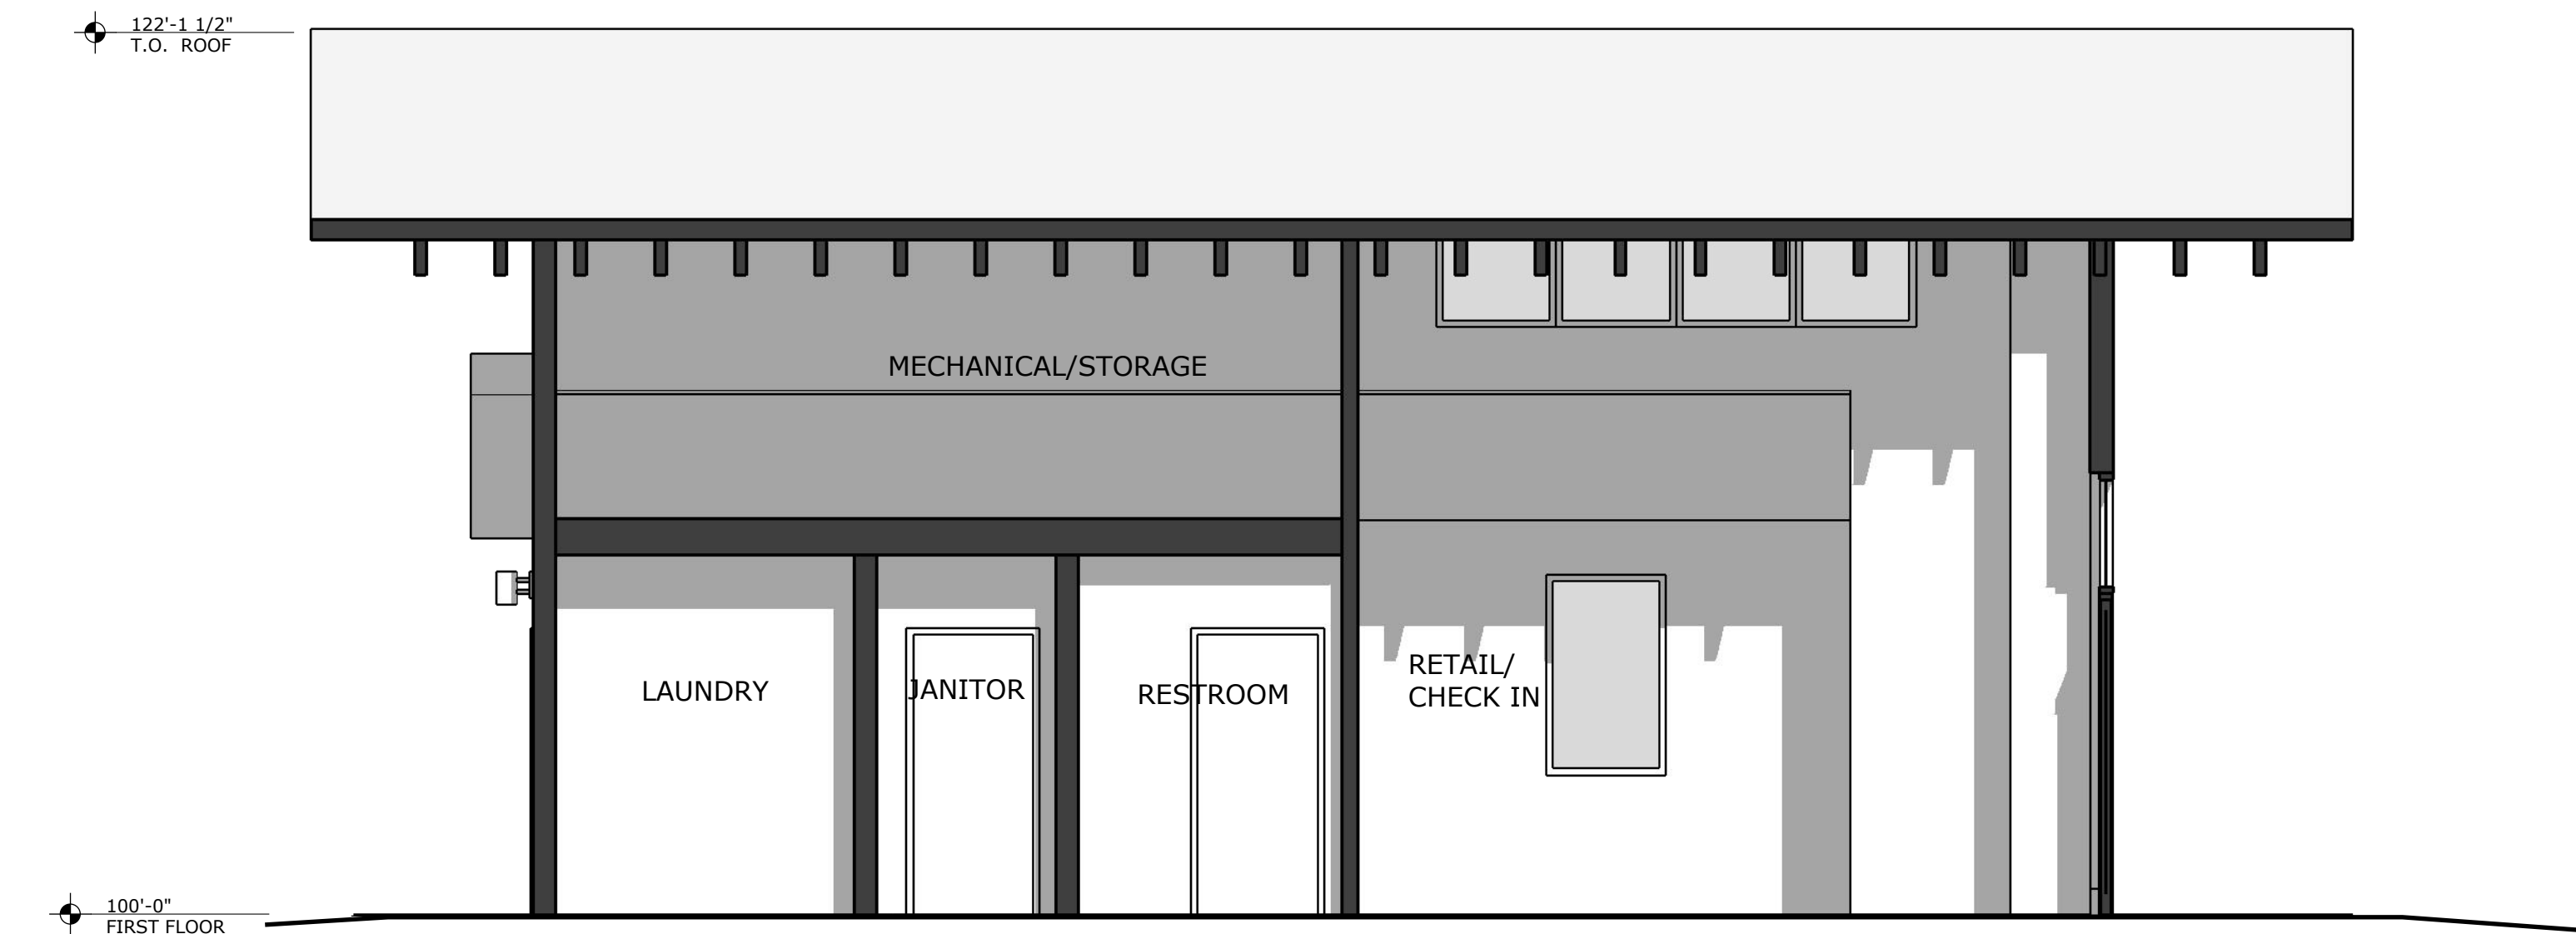 122'-1 1/2"
T.O. ROOF
MECHANICAL/STORAGE
LAUNDRY
JANITOR
RESTROOM
RETAIL/
CHECK IN
100'-0"
FIRST FLOOR